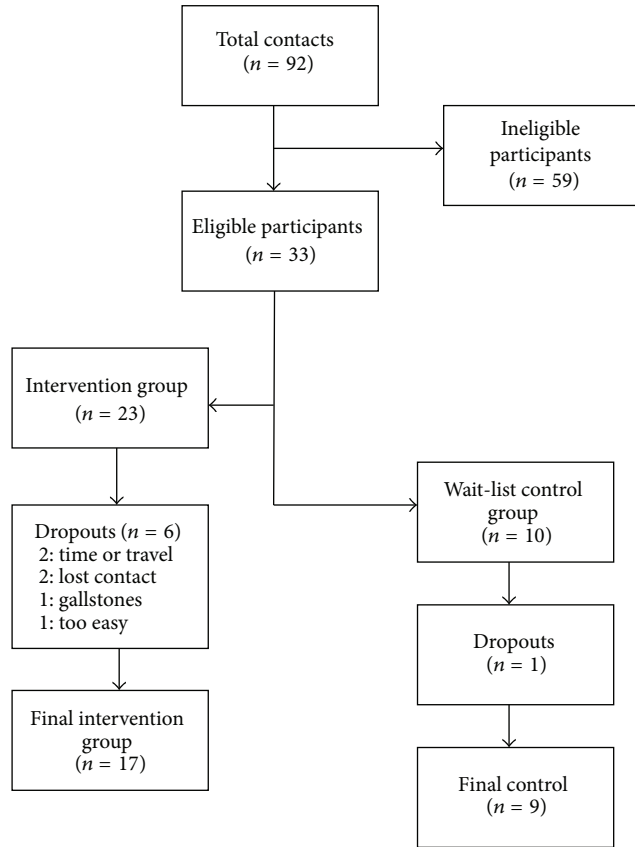 Total contacts
(n = 92)
Ineligible
participants
(n = 59)
Eligible participants
(n = 33)
Intervention group
(n = 23)
Wait-list control
group
(n = 10)
Dropouts (n = 6)
2: time or travel
2: lost contact
1: gallstones
1: too easy
Dropouts
(n = 1)
Final intervention
group
(n = 17)
Final control
(n = 9)